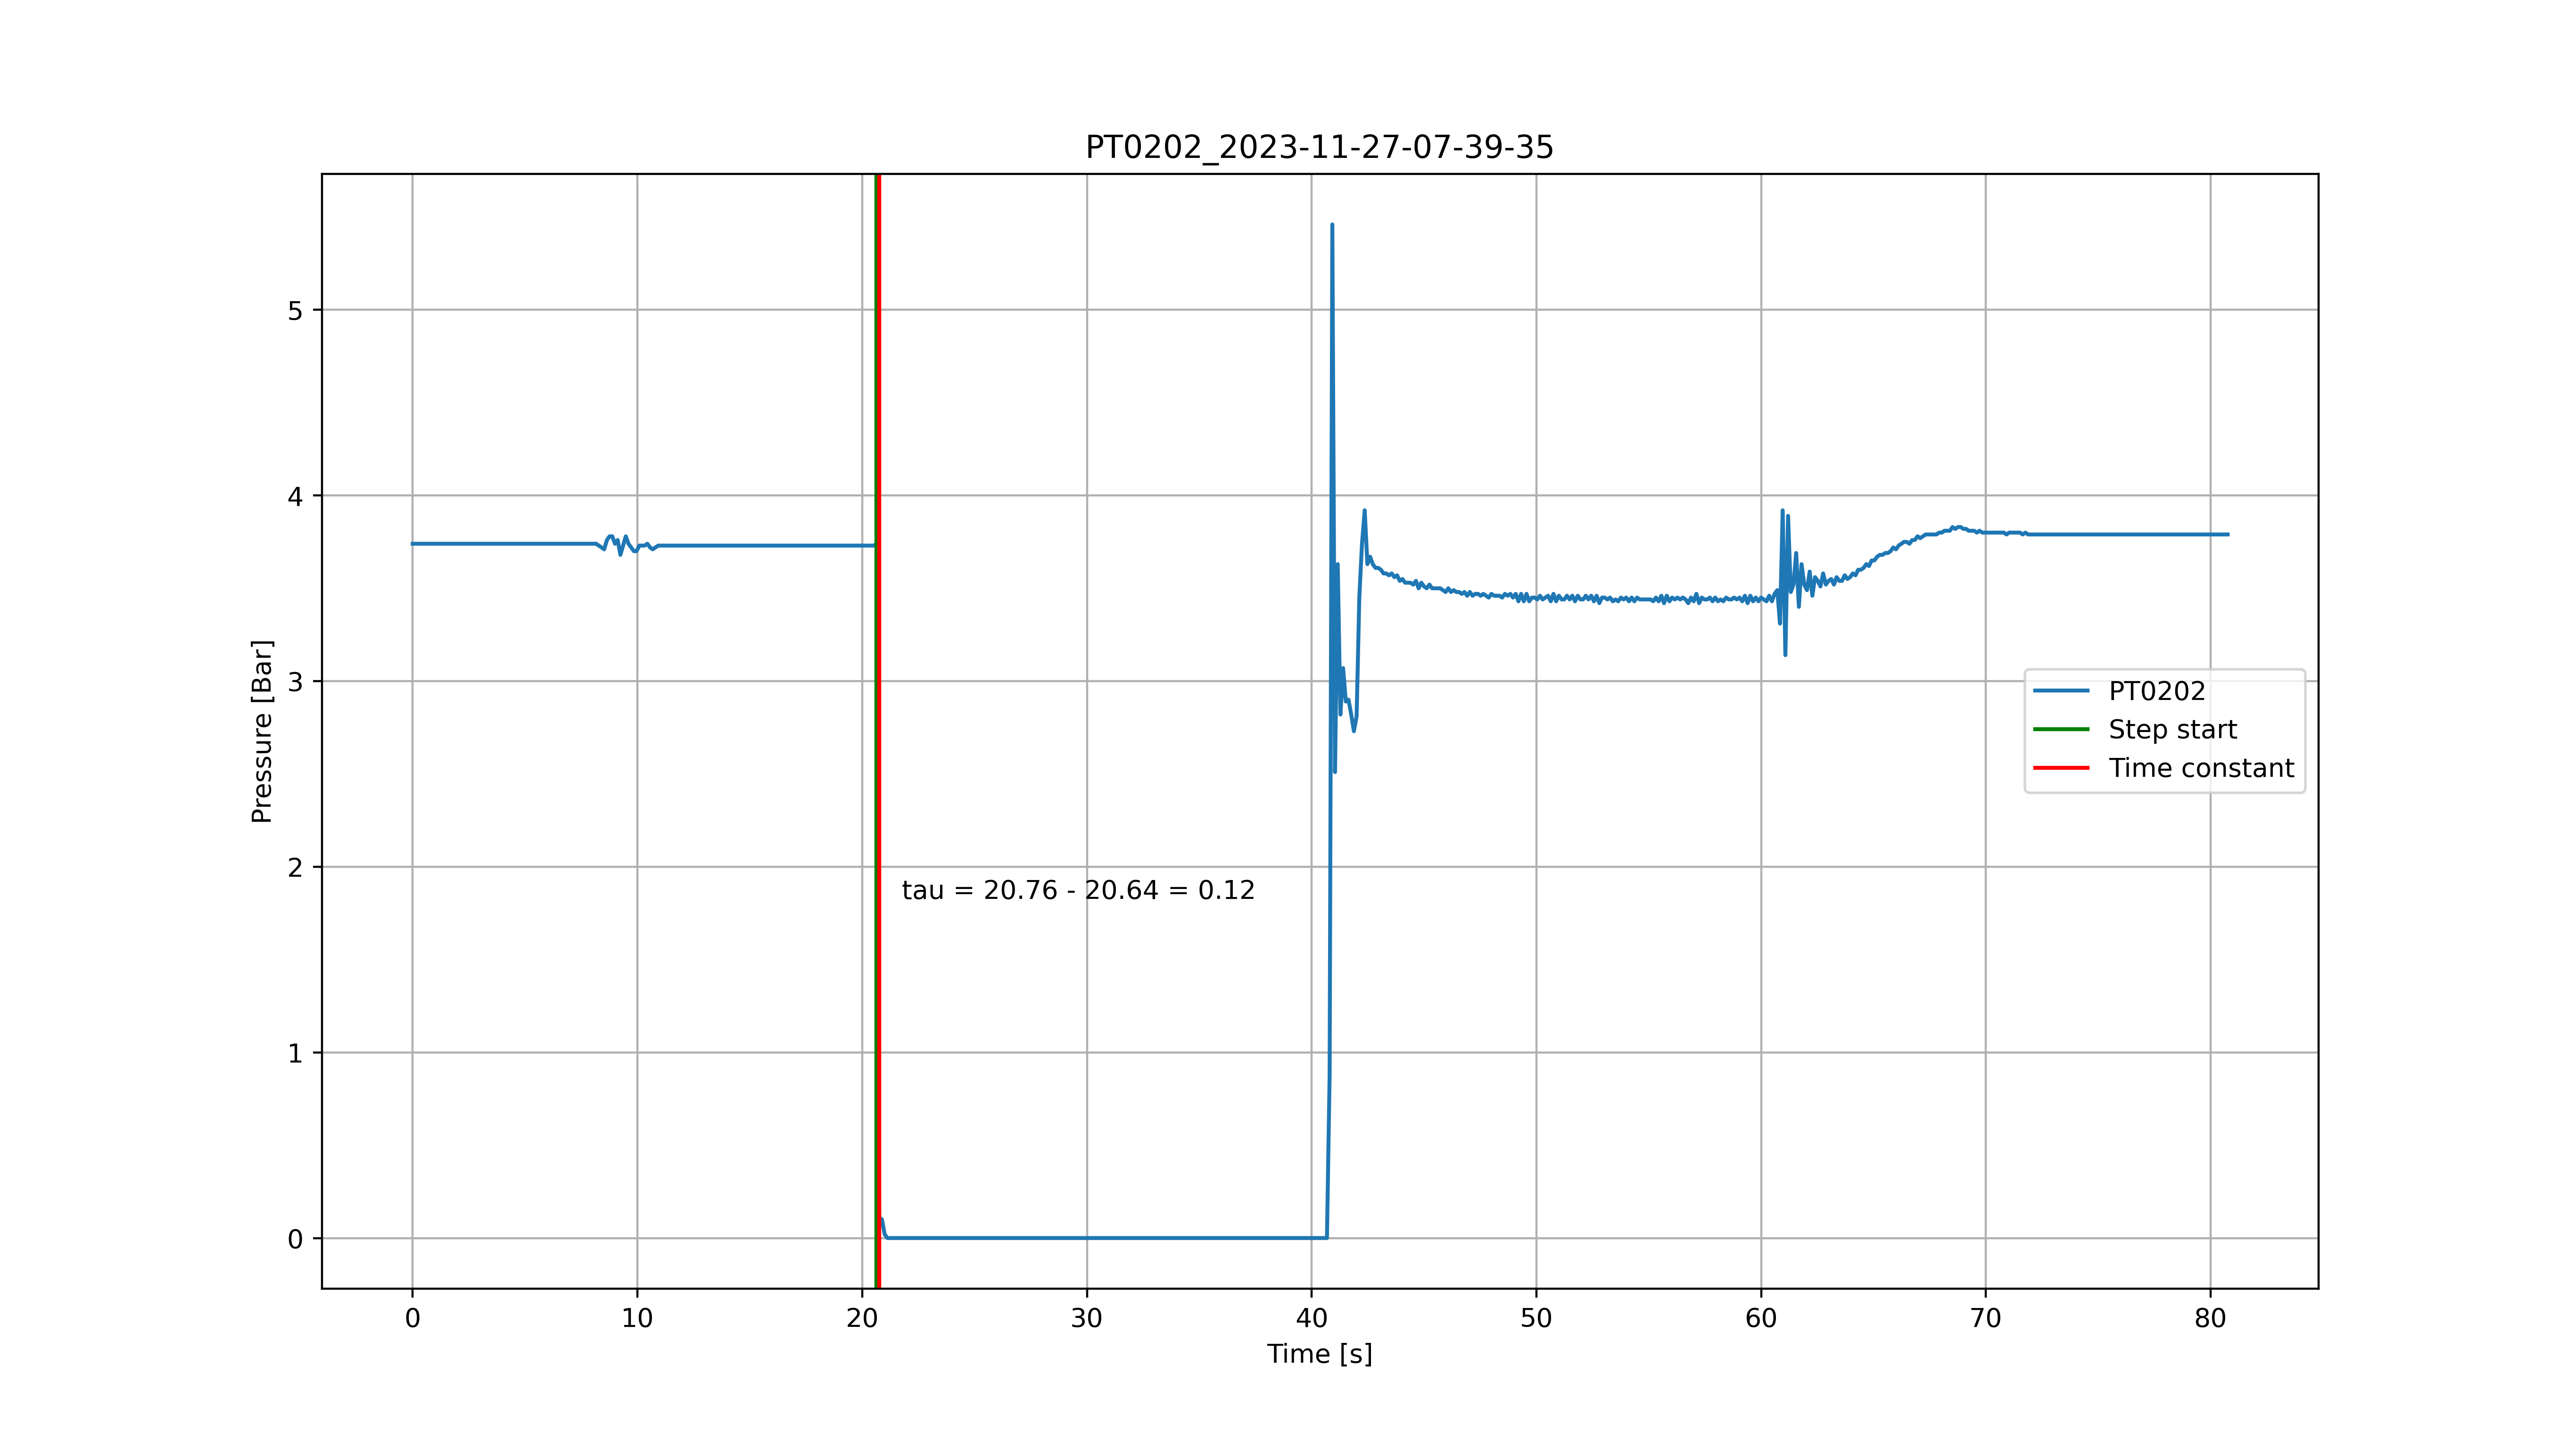 PT0202_2023-11-27-07-39-35
5
4
3
2
1
0
Pressure [Bar]
tau = 20.76 - 20.64 = 0.12
PT0202
Step start
Time constant
0 10 20 30 40 50 60 70 80
Time [s]